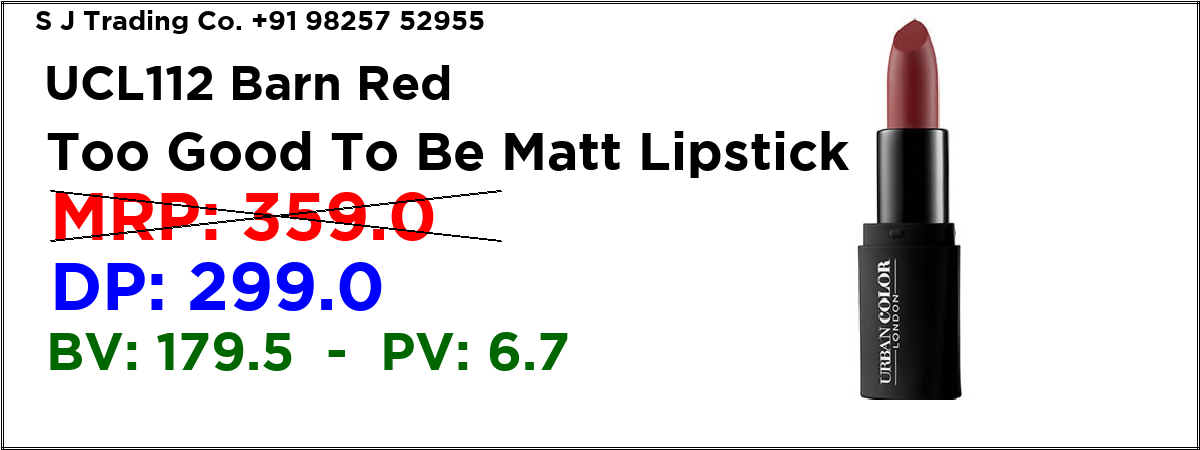 S J Trading Co. +91 98257 52955
UCL112 Barn Red
Too Good To Be Matt Lipstick
MRP: 359.0
DP: 299.0
BV: 179.5 - PV: 6.7
URBAN COLOR
LONDON